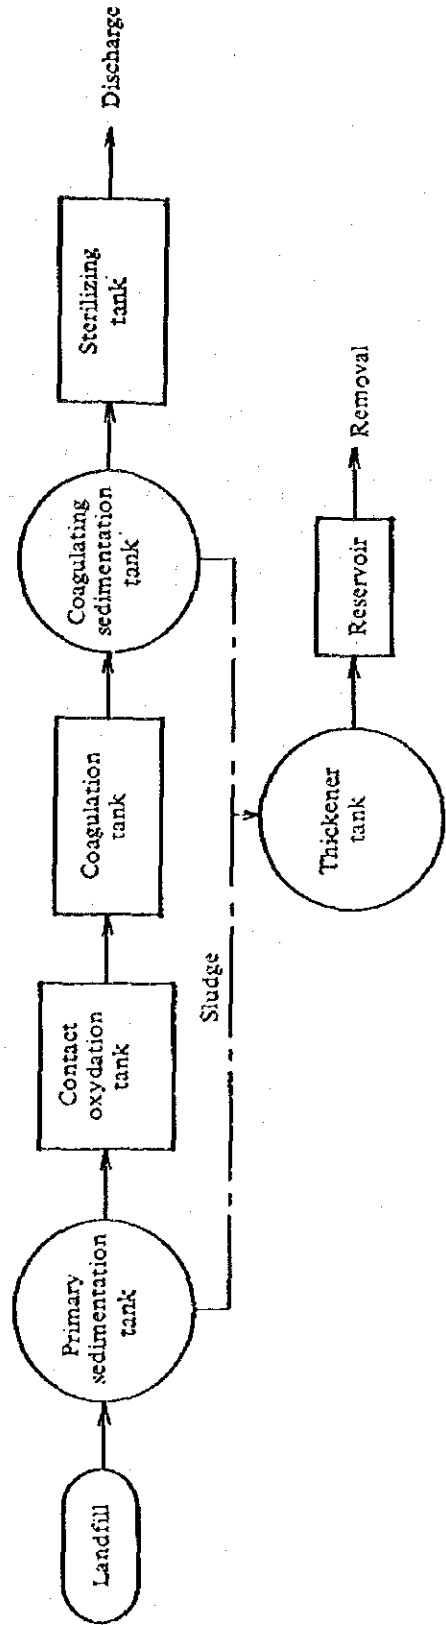 Landfill
Primary
sedimentation
tank
Contact
oxydation
tank
Coagulation
tank
Coagulating
sedimentation
tank
Sterilizing
tank
Discharge
Sludge
Thickener
tank
Reservoir
Removal